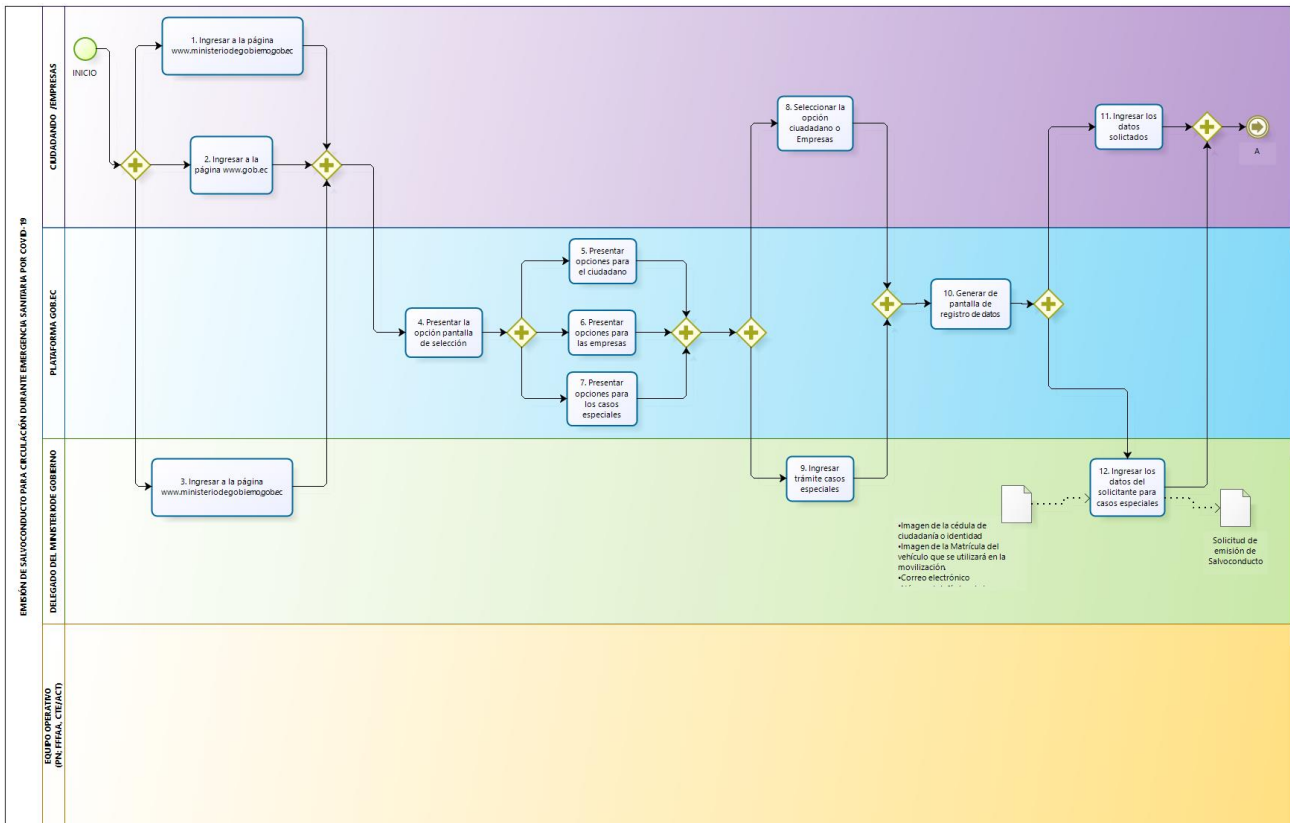 EMISIÓN DE SALVOCONDUCTO PARA CIRCULACIÓN DURANTE EMERGENCIA SANITARIA POR COVID-19
CIUDADANDO /EMPRESAS
INICIO
1. Ingresar a la página
www.ministeriodegobierno.gob.ec
2. Ingresar a la
página www.gob.ec
8. Seleccionar la
opción
ciudadano o
Empresas
11. Ingresar los
datos
solictados
A
PLATAFORMA GOB.EC
4. Presentar la
opción pantalla
de selección
5. Presentar
opciones para
el ciudadano
6. Presentar
opciones para
las empresas
7. Presentar
opciones para
los casos
especiales
10. Generar de
pantalla de
registro de datos
DELEGADO DEL MINISTERIO DE GOBIERNO
3. Ingresar a la página
www.ministeriodegobierno.gob.ec
9. Ingresar
trámite casos
especiales
•Imagen de la cédula de
ciudadanía o identidad
•Imagen de la Matrícula del
vehículo que se utilizará en la
movilización.
•Correo electrónico
12. Ingresar los
datos del
solicitante para
casos especiales
Solicitud de
emisión de
Salvoconducto
EQUIPO OPERATIVO
(PN; FFFAA, CTE/ACT)